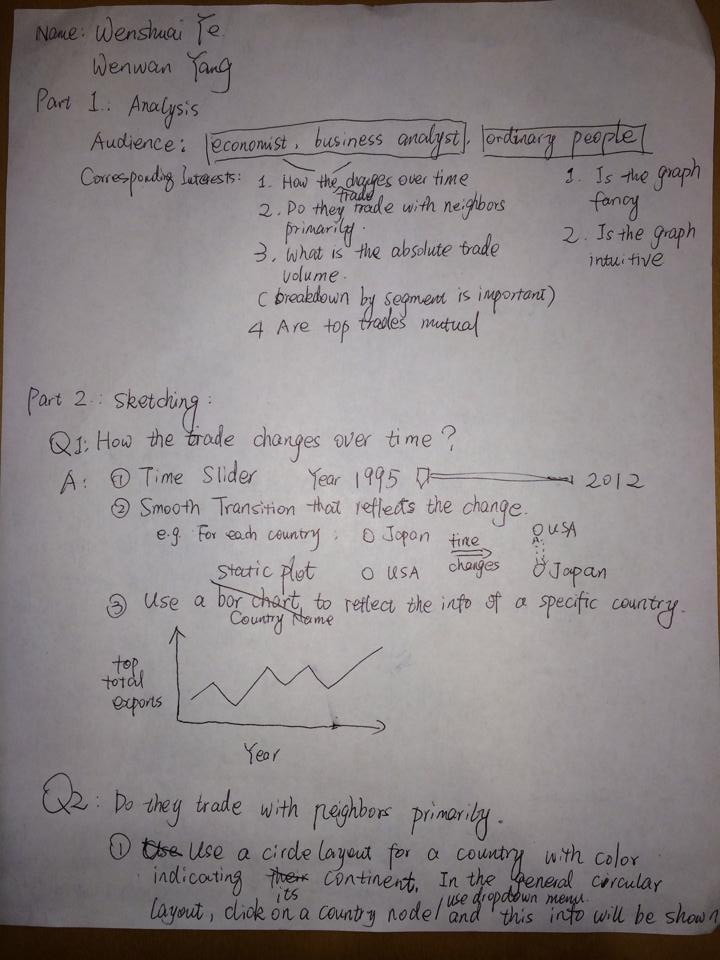 Name: Wenshuai Ye
Wenwan Yang
Part 1.: Analysis
Audience: economist, business analyst, ordinary people
Corresponding Interests:
1. How the trade changes over time
2. Do they trade with neighbors
primarily.
3. What is the absolute trade
volume.
( breakdown by segment is important)
4 Are top trades mutual
1. Is the graph
fancy
2. Is the graph
intuitive
Part 2.: Sketching:
Q1: How the trade changes over time?
A: ① Time Slider Year 1995 2012
② Smooth Transition that reflects the change.
e.g. For each country: O Japan time changes O USA
O USA O Japan
static plot
③ Use a bar chart to reflect the info of a specific country.
Country Name
top
total
exports
Year
Q2: Do they trade with neighbors primarily.
① Use Use a circle layout for a country with color
indicating their its continent. In the general circular
layout, click on a country node / use dropdown menu. and this info will be shown